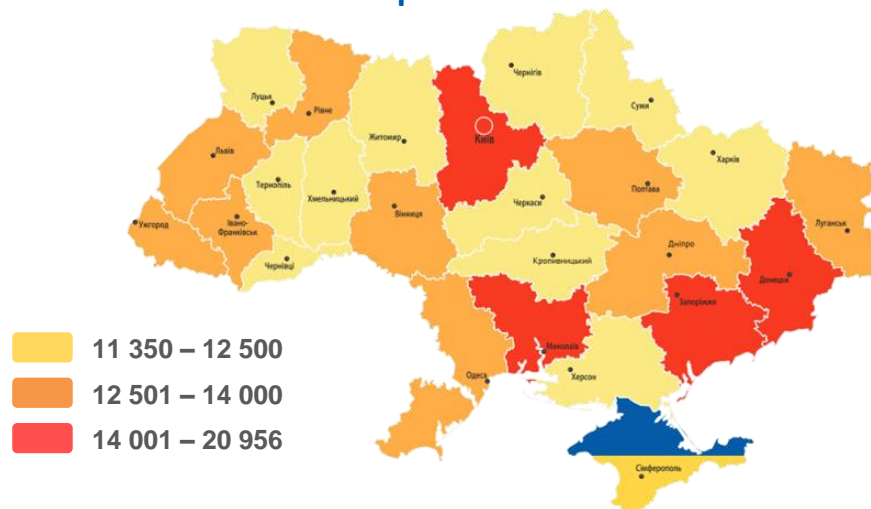 Чернігів
Луцьк
Рівне
Суми
Київ
Житомир
Львів
Харків
Тернопіль
Хмельницький
Полтава
Черкаси
Вінниця
Ужгород
Івано-
Франківськ
Луганськ
Дніпро
Чернівці
Кропивницький
Донецьк
Запоріжжя
Миколаїв
Херсон
Одеса
Сімферополь
11 350 – 12 500
12 501 – 14 000
14 001 – 20 956